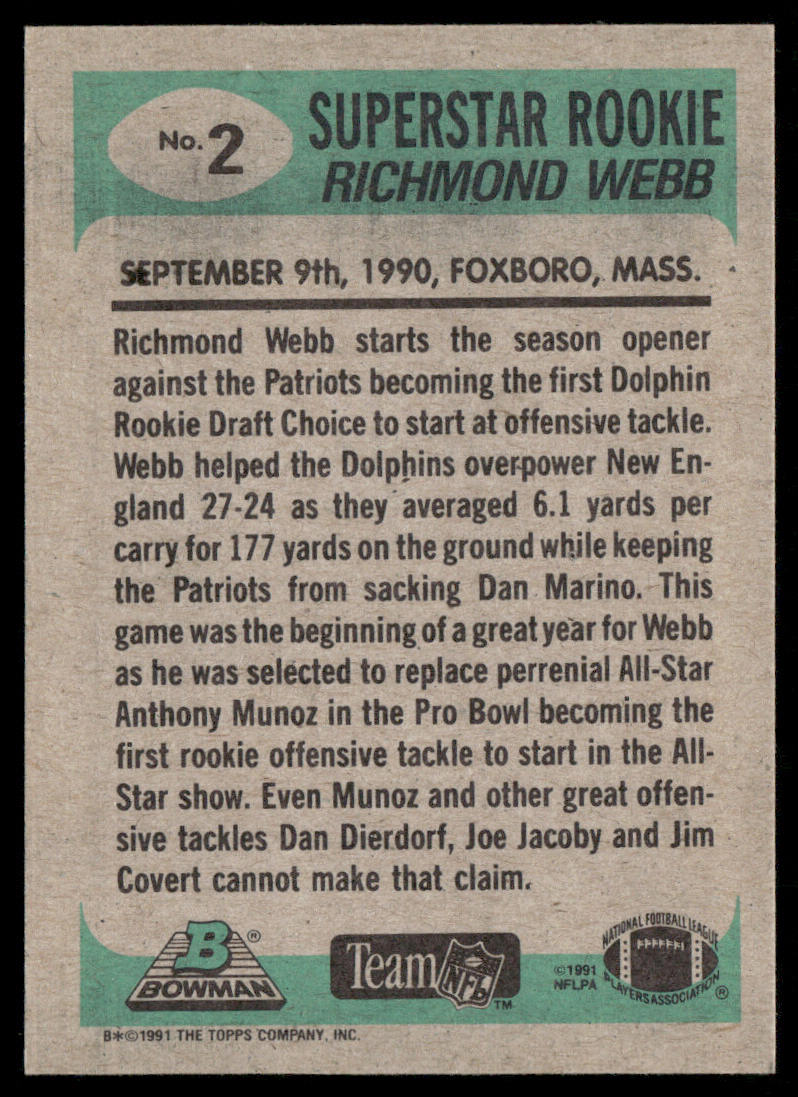 No. 2
SUPERSTAR ROOKIE
RICHMOND WEBB
SEPTEMBER 9th, 1990, FOXBORO, MASS.
Richmond Webb starts the season opener
against the Patriots becoming the first Dolphin
Rookie Draft Choice to start at offensive tackle.
Webb helped the Dolphins overpower New En-
gland 27-24 as they averaged 6.1 yards per
carry for 177 yards on the ground while keeping
the Patriots from sacking Dan Marino. This
game was the beginning of a great year for Webb
as he was selected to replace perrenial All-Star
Anthony Munoz in the Pro Bowl becoming the
first rookie offensive tackle to start in the All-
Star show. Even Munoz and other great offen-
sive tackles Dan Dierdorf, Joe Jacoby and Jim
Covert cannot make that claim.
B®
BOWMAN
Team NFL™
©1991
NFLPA
NATIONAL FOOTBALL LEAGUE
PLAYERS ASSOCIATION®
B*©1991 THE TOPPS COMPANY, INC.